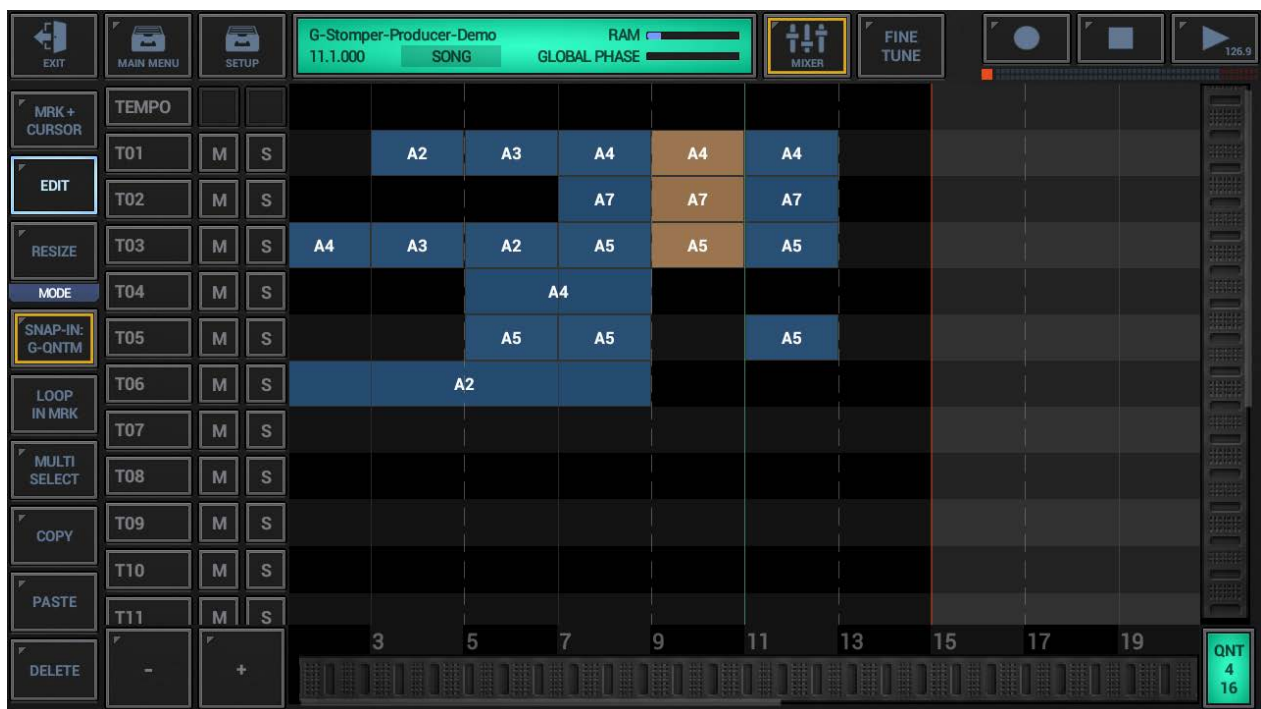 EXIT
MAIN MENU
SETUP
G-Stomper-Producer-Demo
RAM
11.1.000
SONG
GLOBAL PHASE
MIXER
FINE
TUNE
126.9
MRK +
CURSOR
EDIT
RESIZE
MODE
SNAP-IN:
G-QNTM
LOOP
IN MRK
MULTI
SELECT
COPY
PASTE
DELETE
TEMPO
T01 M S A2 A3 A4 A4 A4
T02 M S A7 A7 A7
T03 M S A4 A3 A2 A5 A5 A5
T04 M S A4
T05 M S A5 A5 A5
T06 M S A2
T07 M S
T08 M S
T09 M S
T10 M S
T11 M S
- +
3 5 7 9 11 13 15 17 19
QNT
4
16